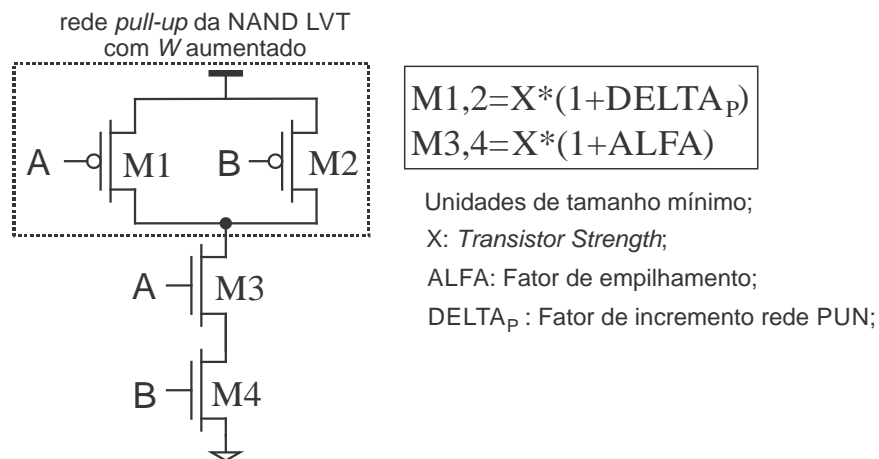 rede pull-up da NAND LVT
com W aumentado
A
M1
B
M2
A
M3
B
M4
M1,2=X*(1+DELTAP)
M3,4=X*(1+ALFA)
Unidades de tamanho mínimo;
X: Transistor Strength;
ALFA: Fator de empilhamento;
DELTAP : Fator de incremento rede PUN;